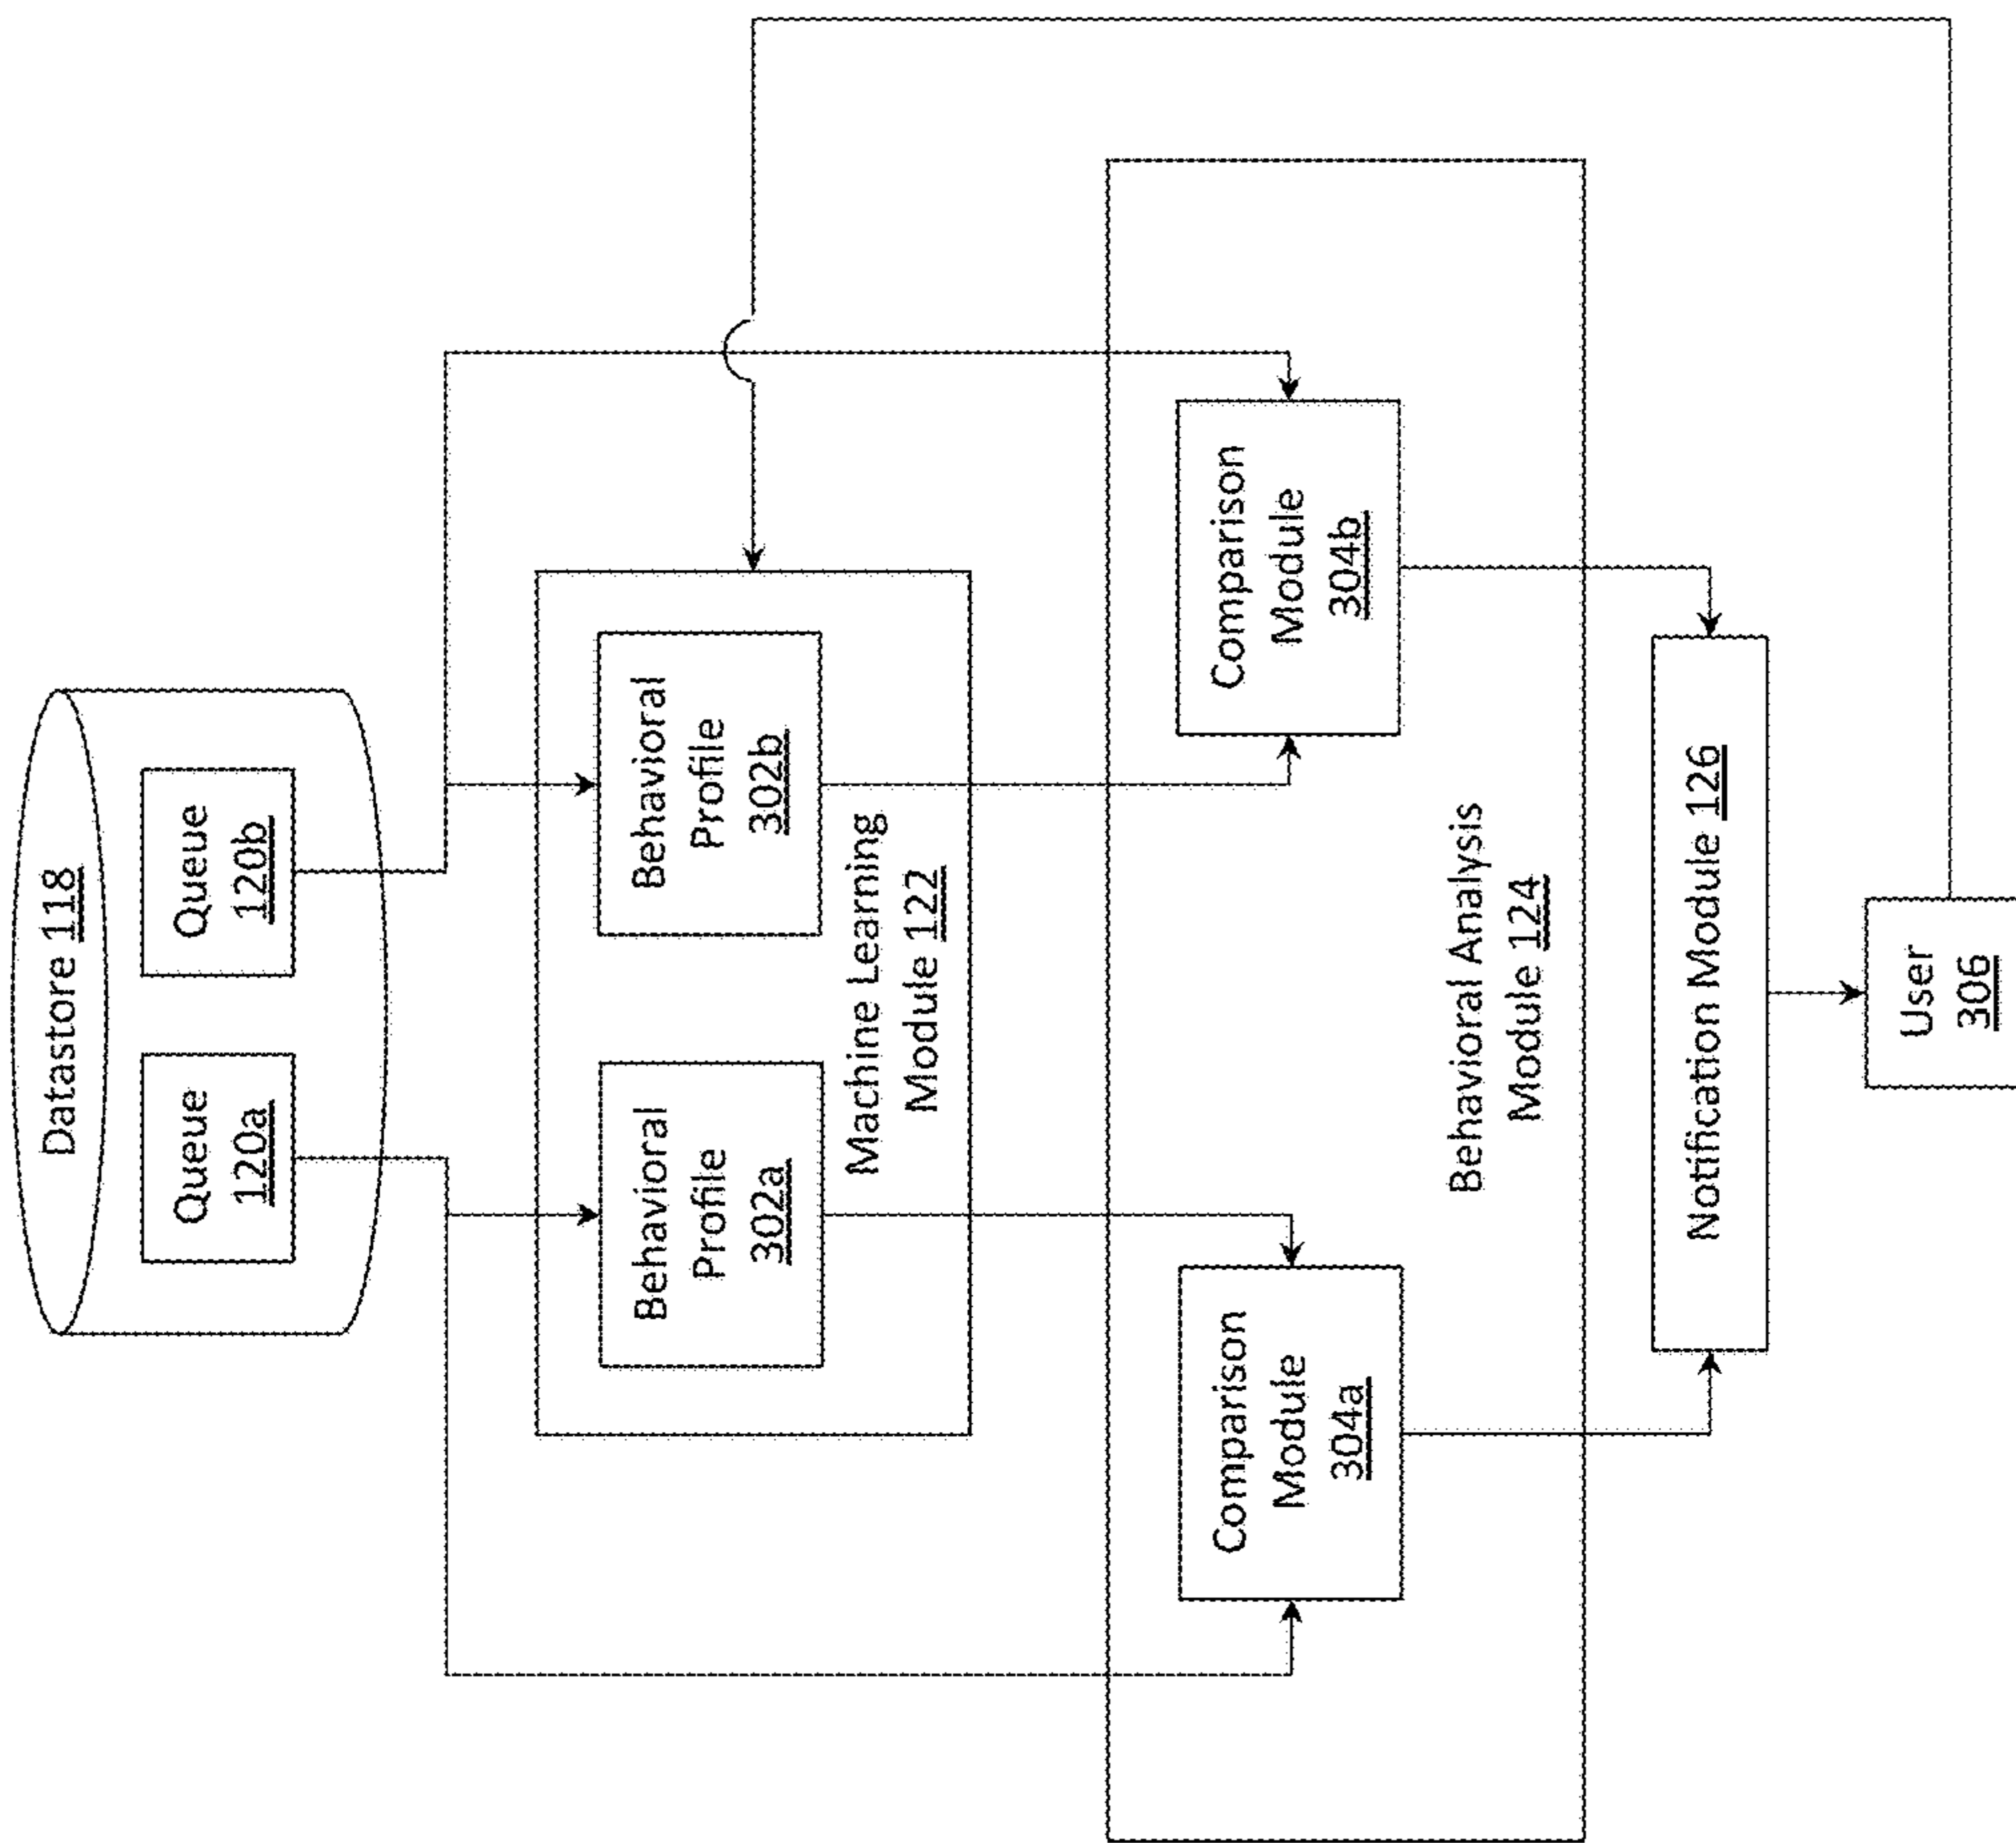 Datastore 118
Queue
120a
Queue
120b
Behavioral
Profile
302a
Behavioral
Profile
302b
Machine Learning
Module 122
Comparison
Module
304a
Comparison
Module
304b
Behavioral Analysis
Module 124
Notification Module 126
User
306